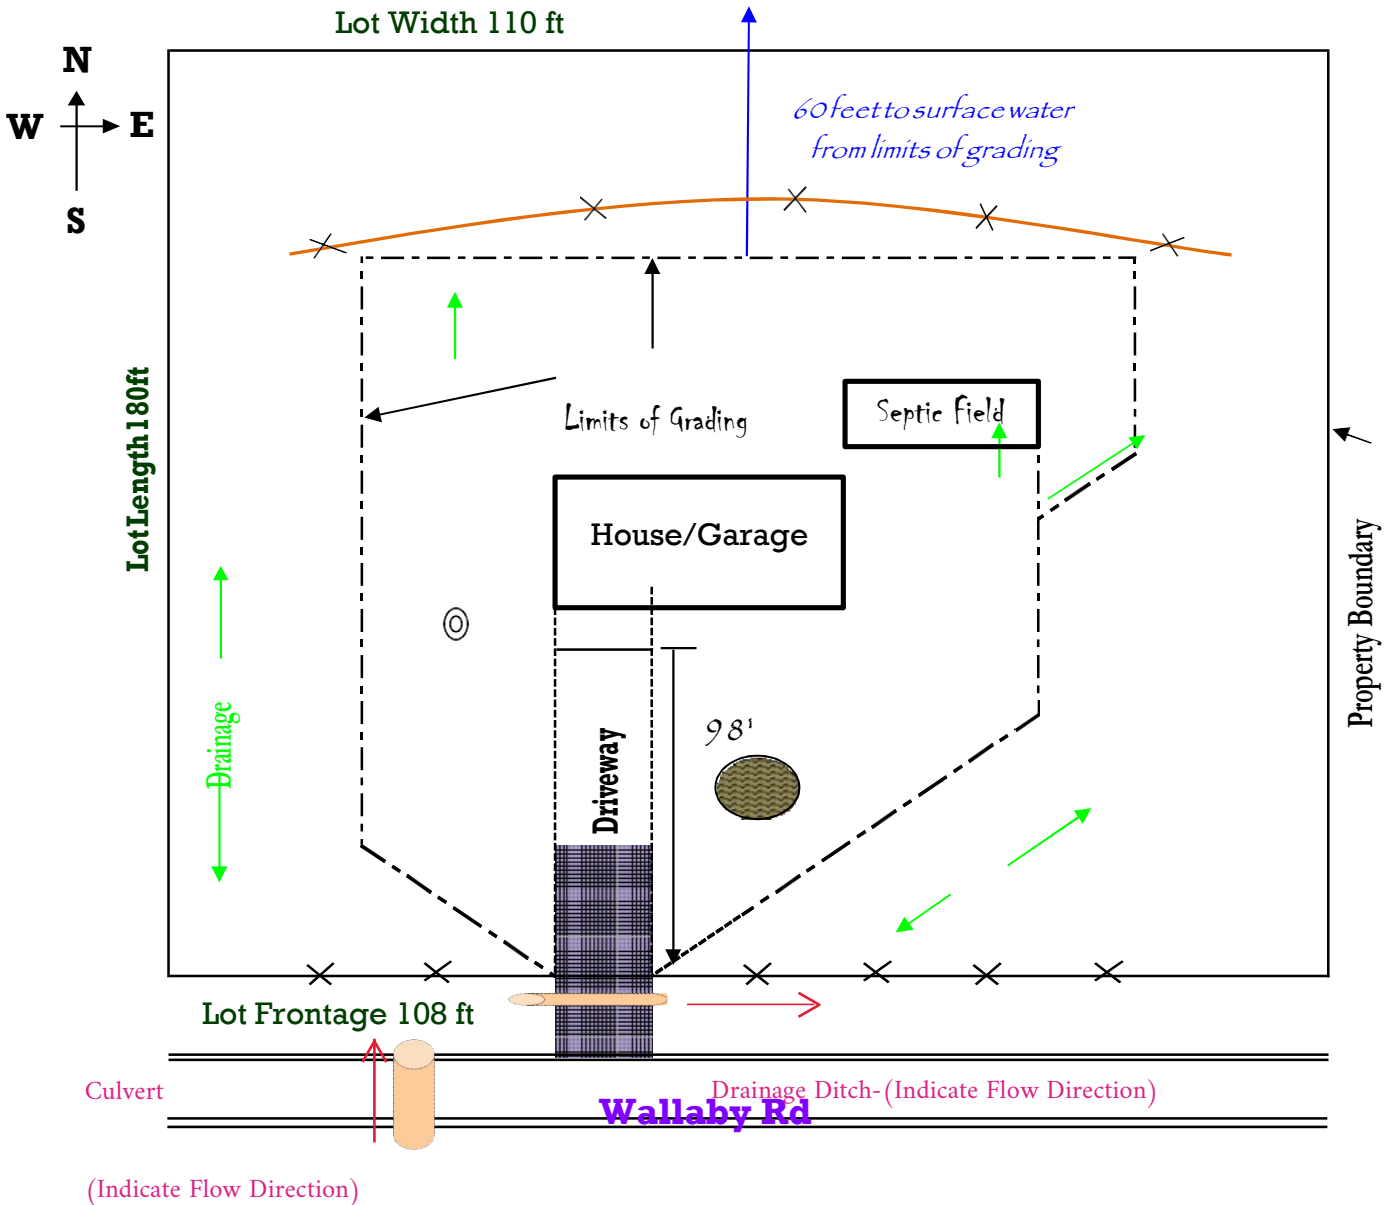 Lot Width 110 ft
N
W E
S
60 feet to surface water
from limits of grading
Lot Length 180ft
Limits of Grading
Septic Field
House/Garage
Property Boundary
Drainage
98'
Driveway
Lot Frontage 108 ft
Culvert
Drainage Ditch-(Indicate Flow Direction)
Wallaby Rd
(Indicate Flow Direction)